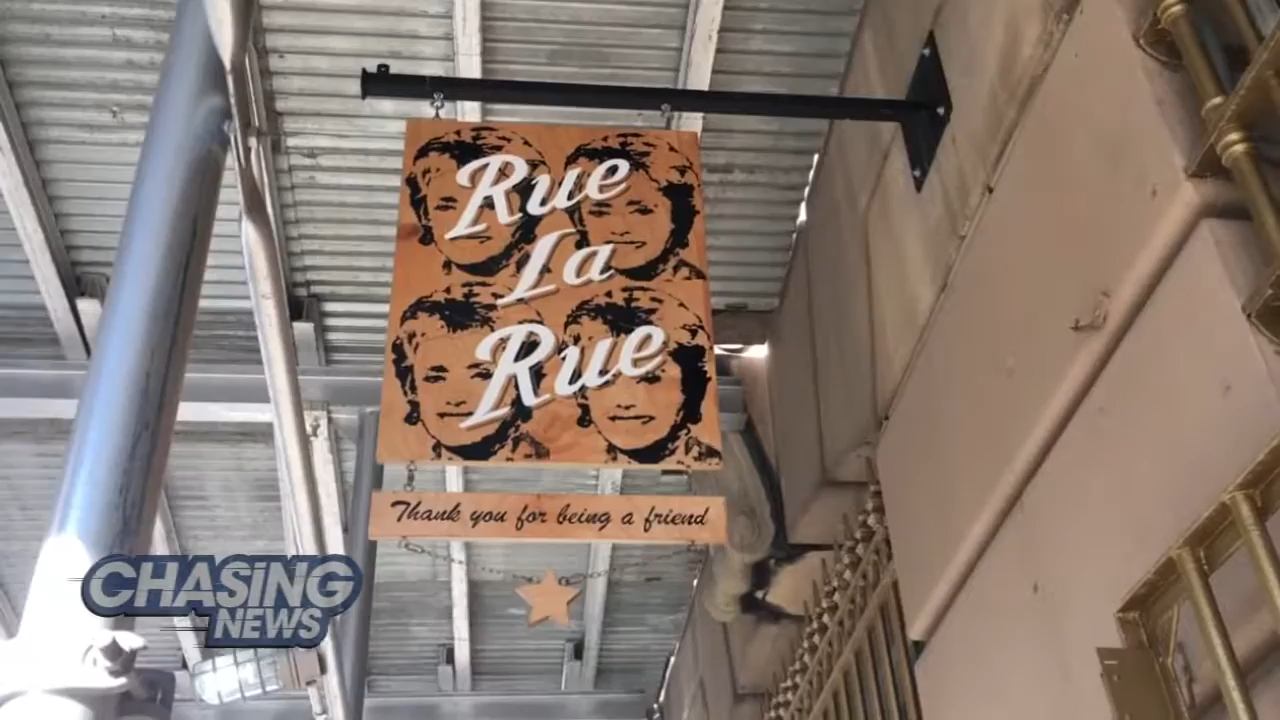 Rue
La
Rue
Thank you for being a friend
CHASiNG
NEWS